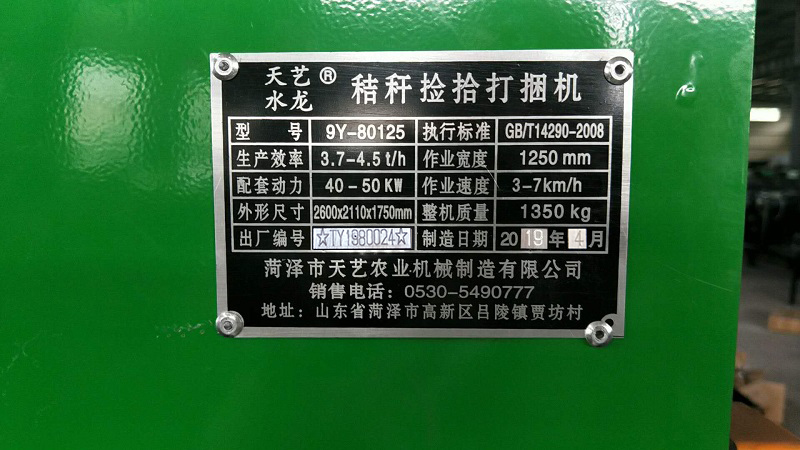 天艺 ® 秸秆捡拾打捆机
水龙
型 号 9Y-80125 执行标准 GB/T14290-2008
生产效率 3.7-4.5 t/h 作业宽度 1250 mm
配套动力 40-50 KW 作业速度 3-7km/h
外形尺寸 2600x2110x1750mm 整机质量 1350 kg
出厂编号 ☆TY1980024☆ 制造日期 2019年4月
菏泽市天艺农业机械制造有限公司
销售电话：0530-5490777
地址：山东省菏泽市高新区吕陵镇贾坊村